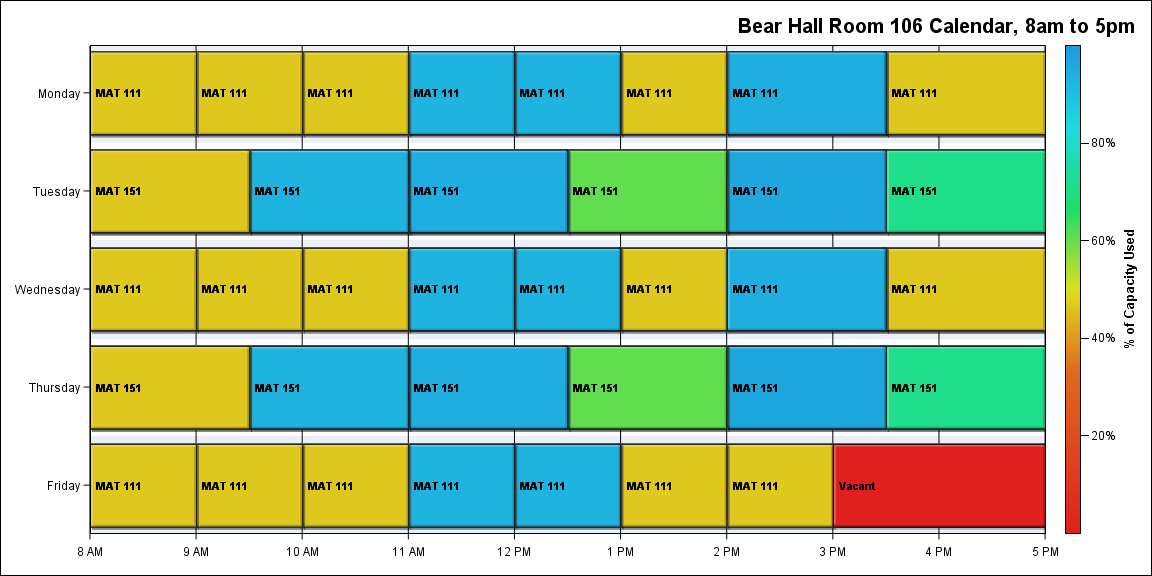 Bear Hall Room 106 Calendar, 8am to 5pm
Monday
MAT 111 MAT 111 MAT 111 MAT 111 MAT 111 MAT 111 MAT 111 MAT 111
Tuesday
MAT 151 MAT 151 MAT 151 MAT 151 MAT 151 MAT 151
Wednesday
MAT 111 MAT 111 MAT 111 MAT 111 MAT 111 MAT 111 MAT 111 MAT 111
Thursday
MAT 151 MAT 151 MAT 151 MAT 151 MAT 151 MAT 151
Friday
MAT 111 MAT 111 MAT 111 MAT 111 MAT 111 MAT 111 MAT 111 Vacant
8 AM 9 AM 10 AM 11 AM 12 PM 1 PM 2 PM 3 PM 4 PM 5 PM
80%
60%
40%
20%
% of Capacity Used